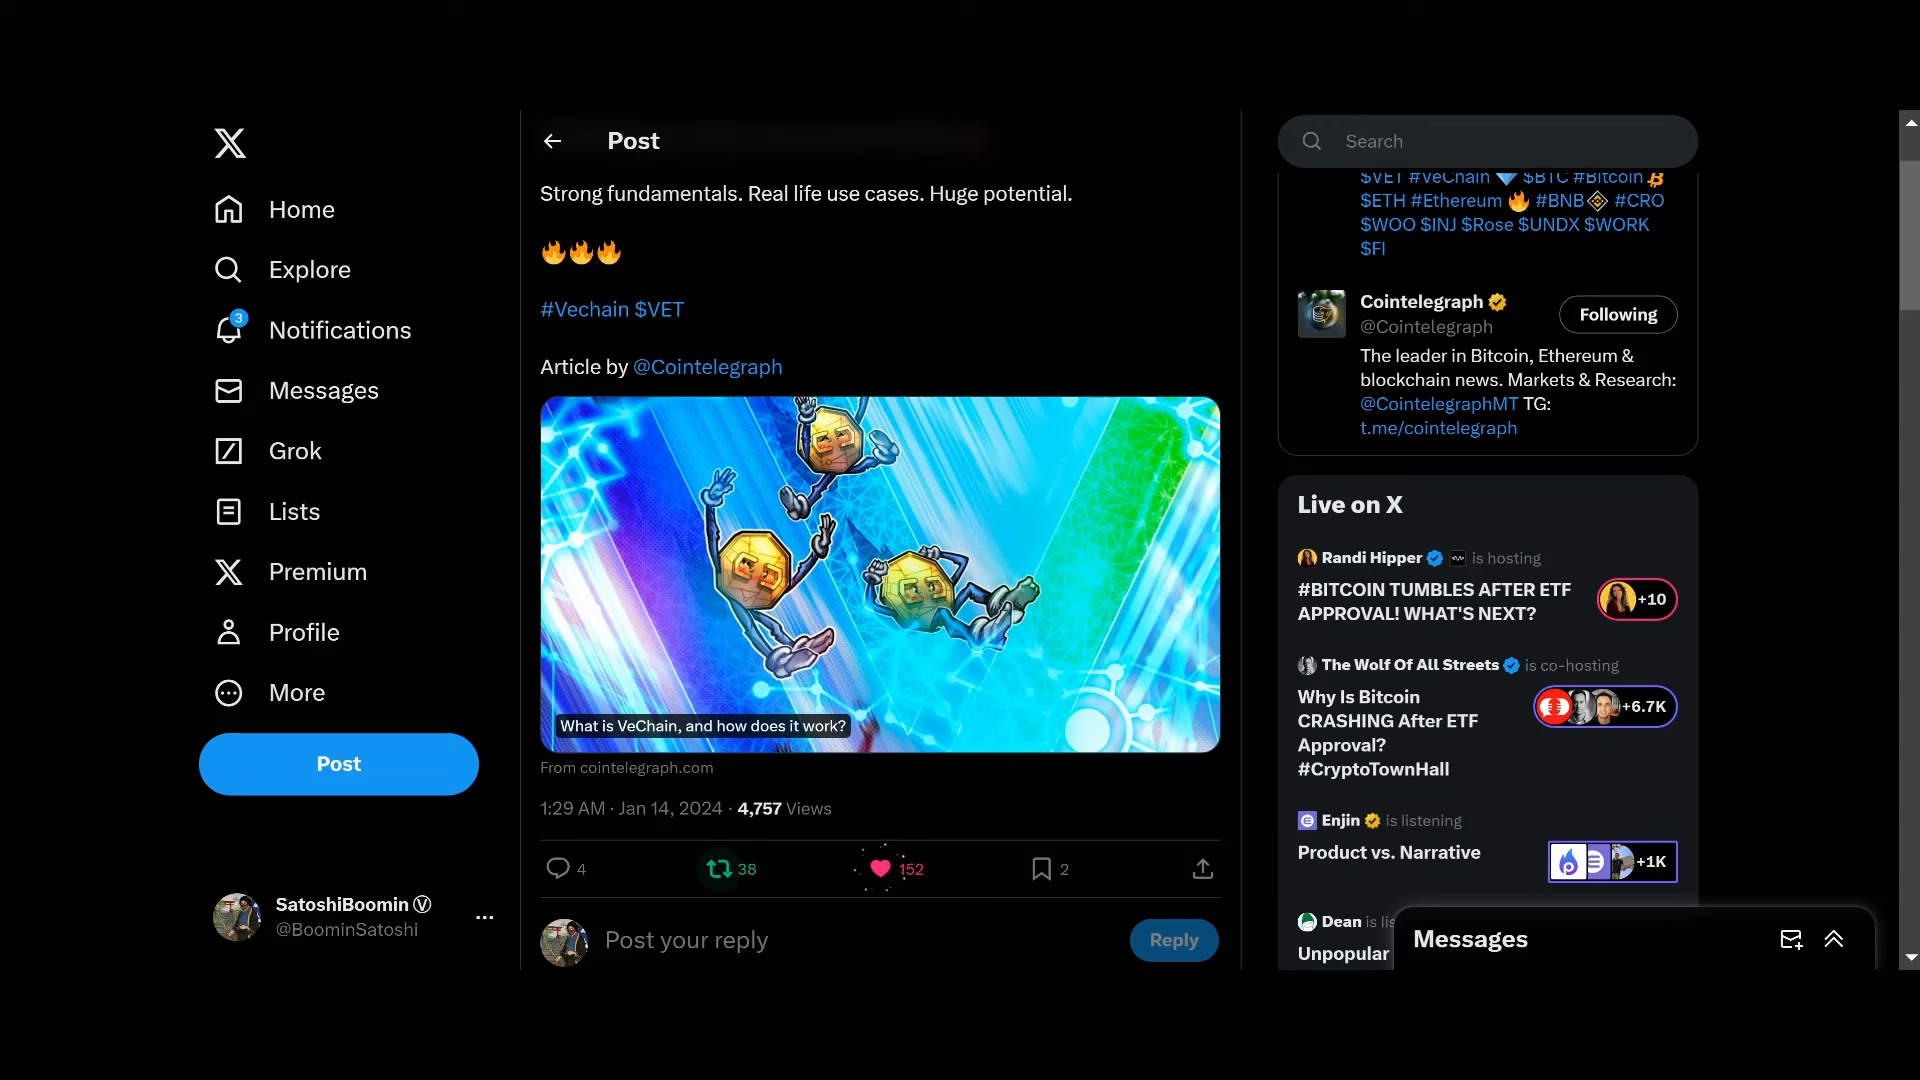 Home
Explore
3
Notifications
Messages
Grok
Lists
Premium
Profile
More
Post
SatoshiBoomin Ⓥ
@BoominSatoshi
Post
Strong fundamentals. Real life use cases. Huge potential.
🔥🔥🔥
#Vechain $VET
Article by @Cointelegraph
What is VeChain, and how does it work?
From cointelegraph.com
1:29 AM · Jan 14, 2024 · 4,757 Views
4
38
152
2
Post your reply
Reply
Search
$VET #VeChain 💎 $BTC #Bitcoin
$ETH #Ethereum 🔥 #BNB #CRO
$WOO $INJ $Rose $UNDX $WORK
$FI
Cointelegraph
@Cointelegraph
Following
The leader in Bitcoin, Ethereum &
blockchain news. Markets & Research:
@CointelegraphMT TG:
t.me/cointelegraph
Live on X
Randi Hipper is hosting
#BITCOIN TUMBLES AFTER ETF
APPROVAL! WHAT'S NEXT?
+10
The Wolf Of All Streets is co-hosting
Why Is Bitcoin
CRASHING After ETF
Approval?
#CryptoTownHall
+6.7K
Enjin is listening
Product vs. Narrative
+1K
Dean is lis
Unpopular
Messages